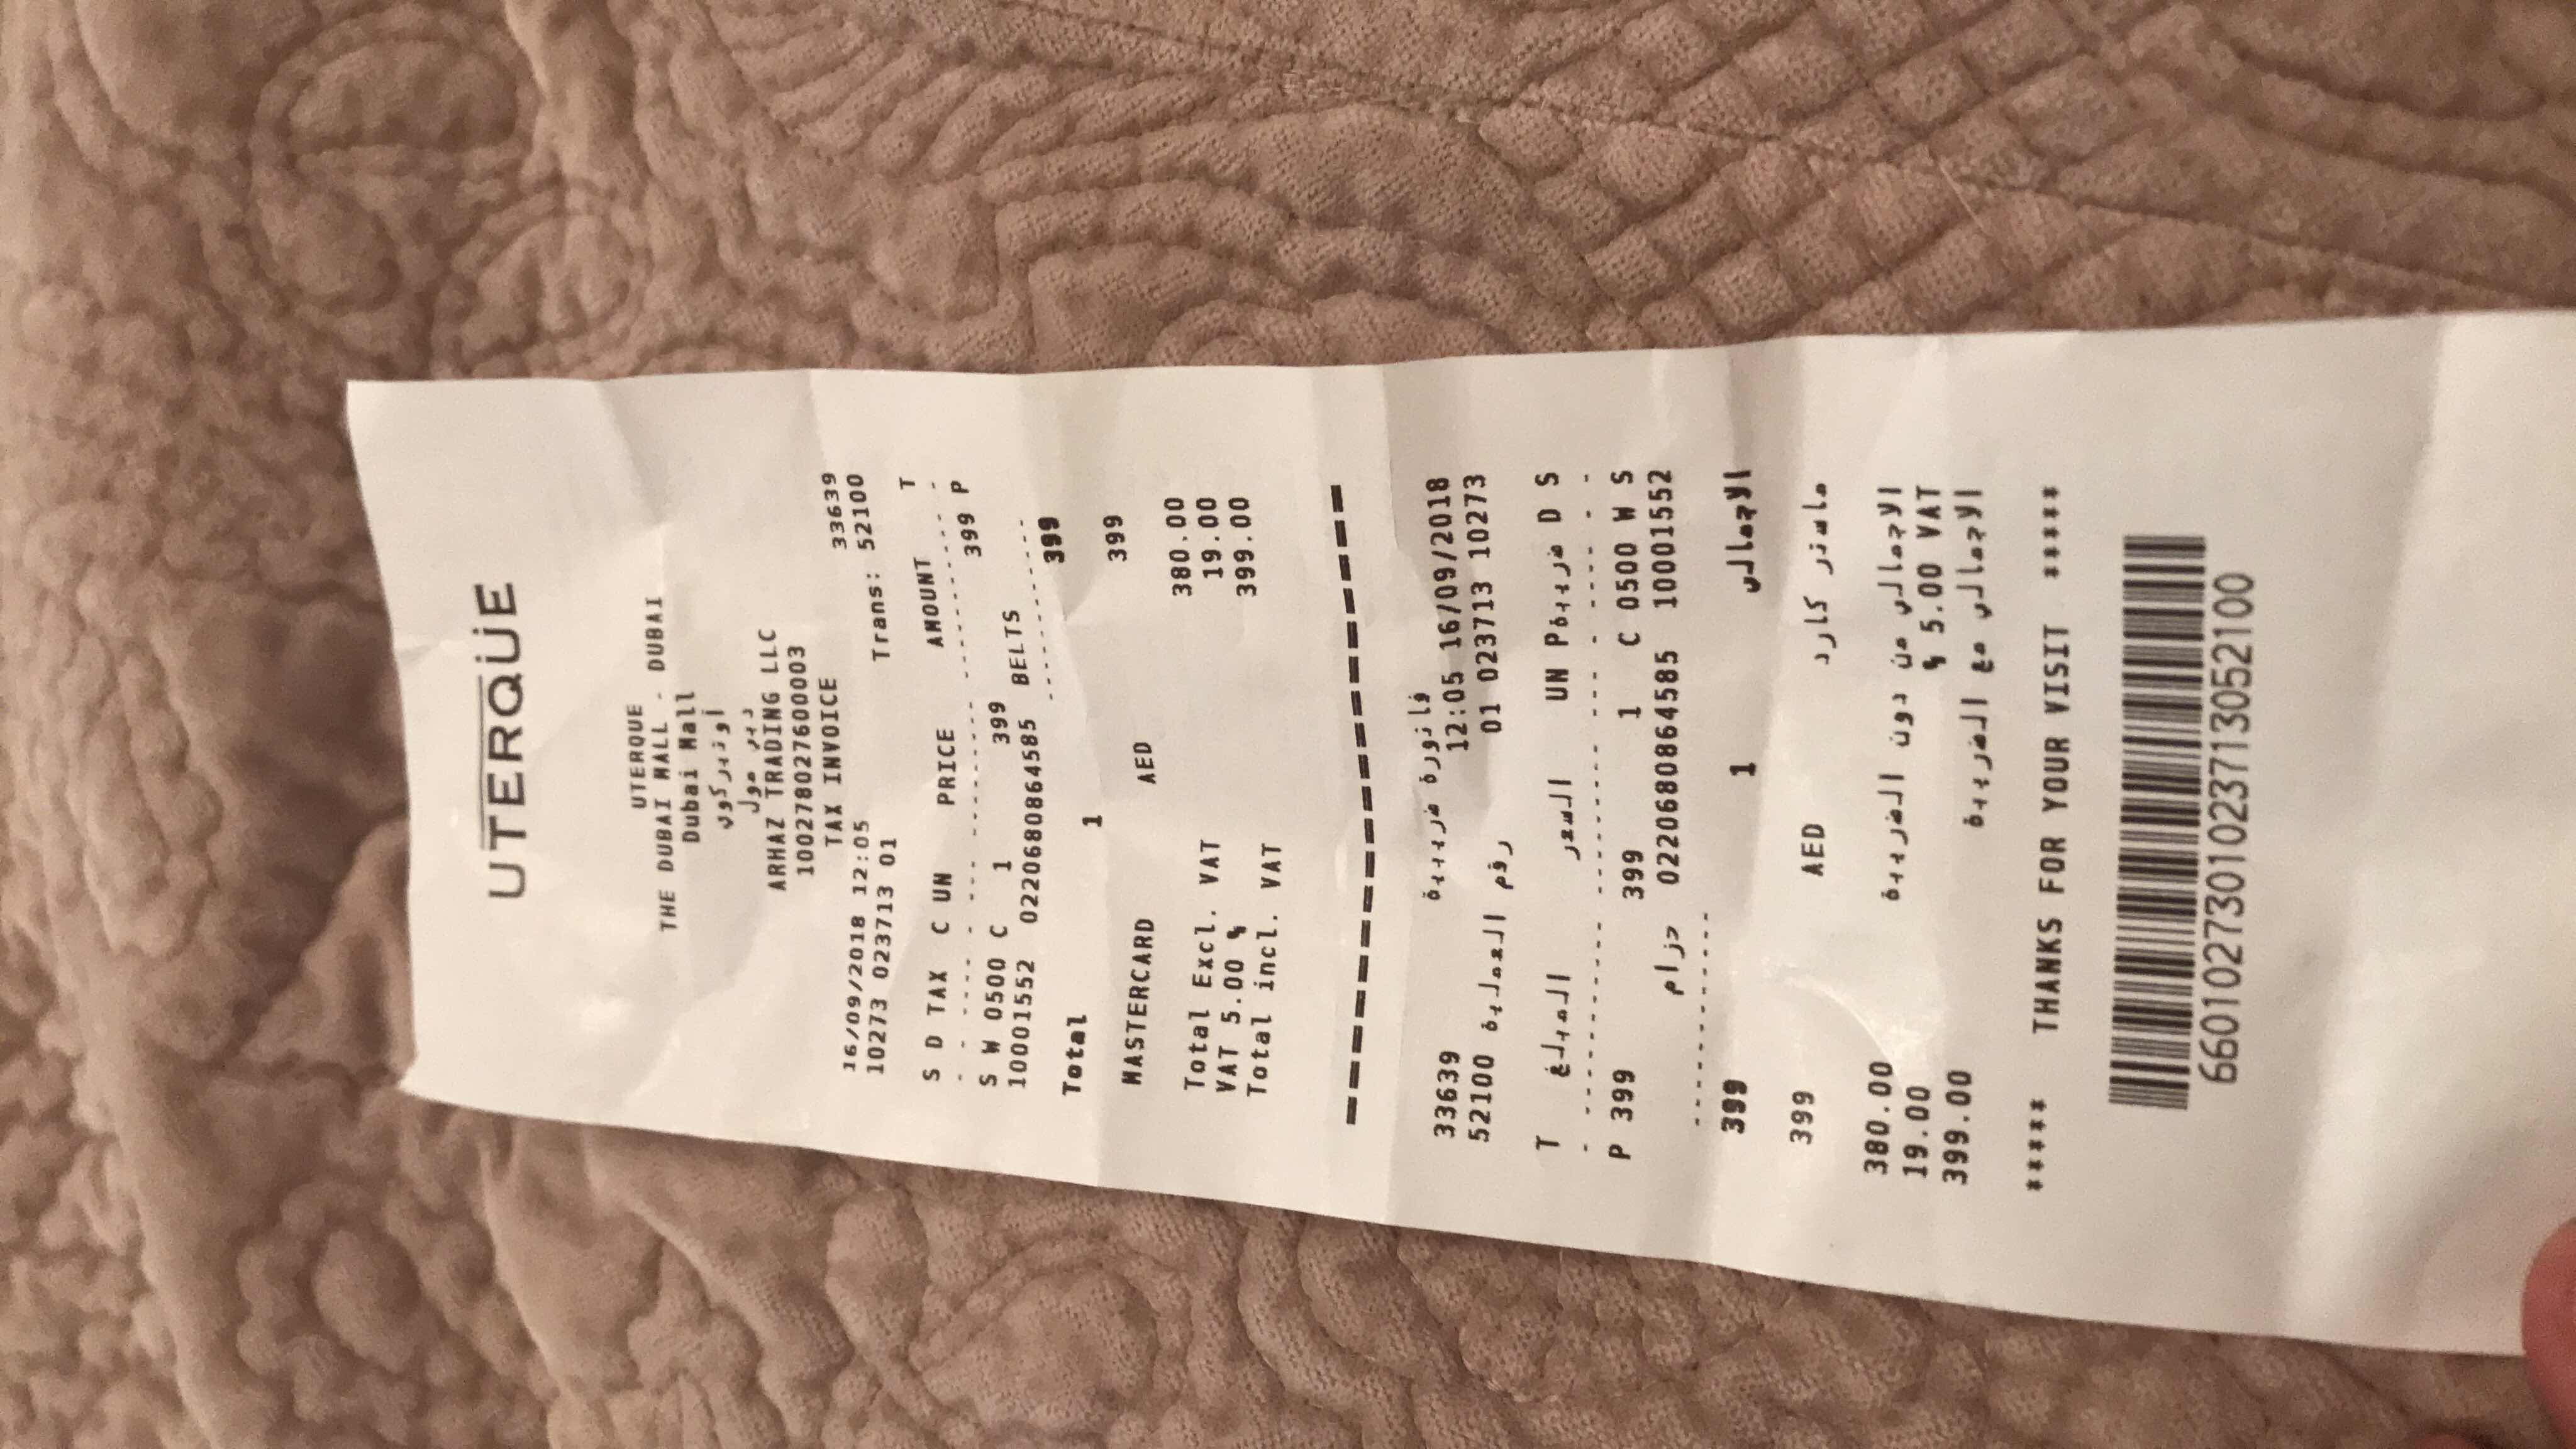 UTERQÜE
UTERQUE
THE DUBAI MALL - DUBAI
Dubai Mall
أوتيركوي
دبي مول
ARHAZ TRADING LLC
100278027600003
TAX INVOICE
16/09/2018 12:05 33639
10273 023713 01 Trans: 52100
S D TAX C UN PRICE AMOUNT T
- - ---- - --- --------- ----------- -
S W 0500 C 1 399 399 P
10001552 0220680864585 BELTS
------------
Total 1 399
MASTERCARD AED 399
Total Excl. VAT 380.00
VAT 5.00 % 19.00
Total incl. VAT 399.00
فاتورة ضريبية
33639 12:05 16/09/2018
52100 رقم العملية 01 023713 10273
T المبلغ السعر UN P ضريبة D S
- ----------- --------- --- - ---- - -
P 399 399 1 C 0500 W S
حزام 0220680864585 10001552
------------
399 1 الاجمالي
399 AED ماستر كارد
380.00 الاجمالي من دون الضريبة
19.00 % 5.00 VAT
399.00 الاجمالي مع الضريبة
***** THANKS FOR YOUR VISIT *****
6601027301023713052100